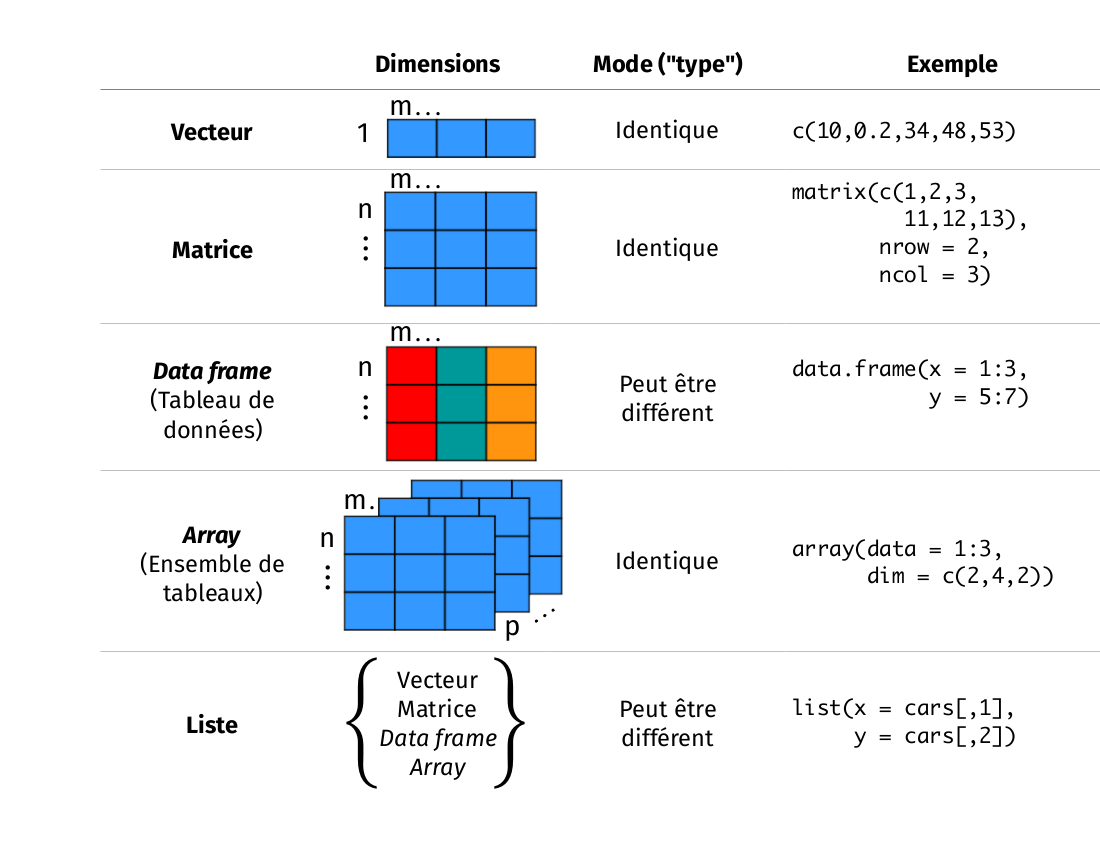 Dimensions Mode ("type") Exemple
m...
Vecteur 1 Identique c(10,0.2,34,48,53)
m...
n
⋮
Matrice Identique
matrix(c(1,2,3,
11,12,13),
nrow = 2,
ncol = 3)
m...
n
⋮
Data frame
(Tableau de
données)
Peut être
différent
data.frame(x = 1:3,
y = 5:7)
m.
n
⋮
p ...
Array
(Ensemble de
tableaux)
Identique
array(data = 1:3,
dim = c(2,4,2))
Liste
Vecteur
Matrice
Data frame
Array
Peut être
différent
list(x = cars[,1],
y = cars[,2])